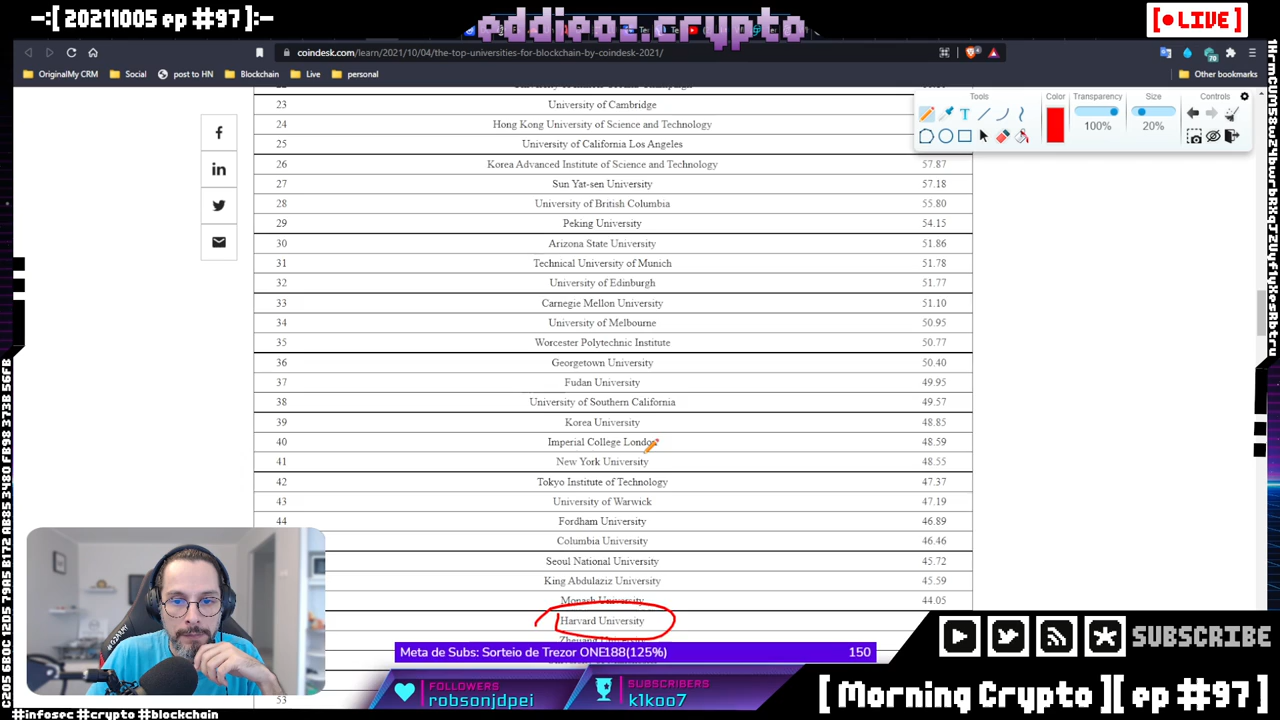 -:[ 20211005 ep #97]:-
eddieoz.crypto
[● LIVE]
coindesk.com/learn/2021/10/04/the-top-universities-for-blockchain-by-coindesk-2021/
70
OriginalMy CRM
Social
post to HN
Blockchain
Live
personal
Other bookmarks
Tools
Color
Transparency
Size
Controls
100%
20%
23 University of Cambridge
24 Hong Kong University of Science and Technology
25 University of California Los Angeles
26 Korea Advanced Institute of Science and Technology 57.87
27 Sun Yat-sen University 57.18
28 University of British Columbia 55.80
29 Peking University 54.15
30 Arizona State University 51.86
31 Technical University of Munich 51.78
32 University of Edinburgh 51.77
33 Carnegie Mellon University 51.10
34 University of Melbourne 50.95
35 Worcester Polytechnic Institute 50.77
36 Georgetown University 50.40
37 Fudan University 49.95
38 University of Southern California 49.57
39 Korea University 48.85
40 Imperial College London 48.59
41 New York University 48.55
42 Tokyo Institute of Technology 47.37
43 University of Warwick 47.19
44 Fordham University 46.89
Columbia University 46.46
Seoul National University 45.72
King Abdulaziz University 45.59
Monash University 44.05
Harvard University
53
Meta de Subs: Sorteio de Trezor ONE188(125%) 150
FOLLOWERS
robsonjdpei
SUBSCRIBERS
k1koo7
SUBSCRIBE
[Morning Crypto][ep #97]
#infosec #crypto #blockchain